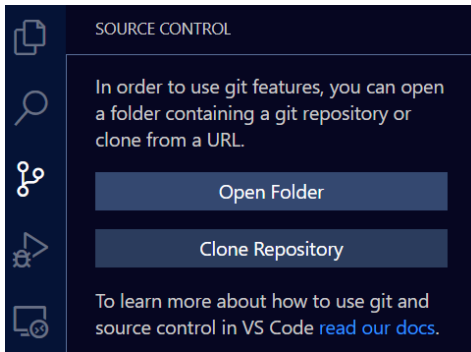 SOURCE CONTROL
In order to use git features, you can open
a folder containing a git repository or
clone from a URL.
Open Folder
Clone Repository
To learn more about how to use git and
source control in VS Code read our docs.